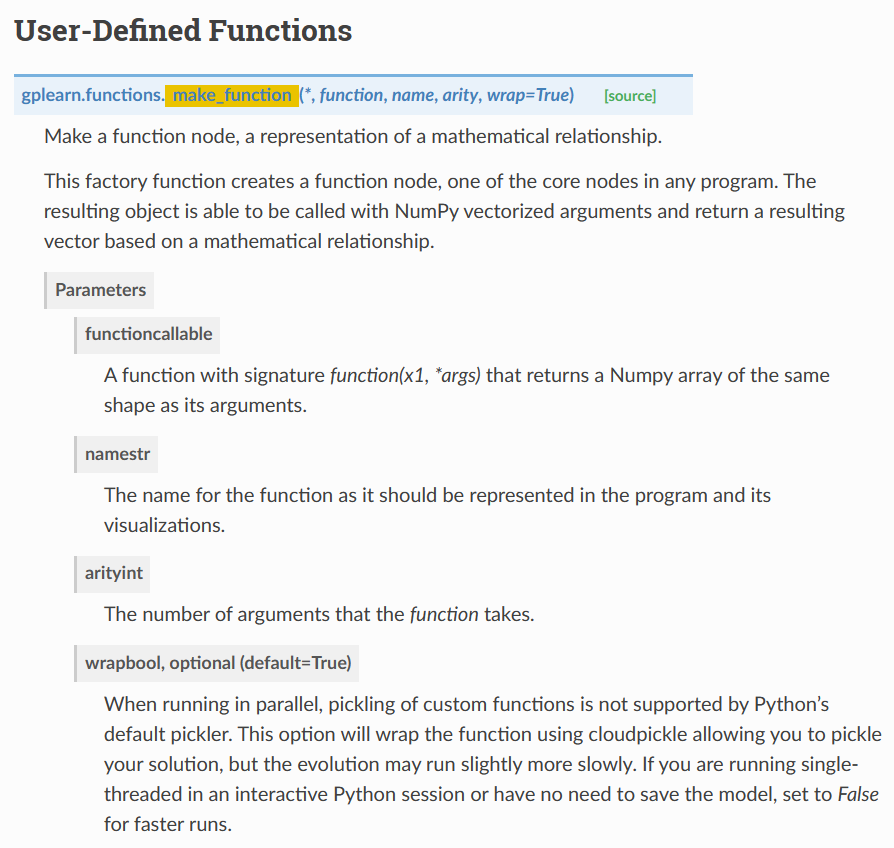 User-Defined Functions
gplearn.functions. make_function (*, function, name, arity, wrap=True) [source]
Make a function node, a representation of a mathematical relationship.
This factory function creates a function node, one of the core nodes in any program. The
resulting object is able to be called with NumPy vectorized arguments and return a resulting
vector based on a mathematical relationship.
Parameters
functioncallable
A function with signature function(x1, *args) that returns a Numpy array of the same
shape as its arguments.
namestr
The name for the function as it should be represented in the program and its
visualizations.
arityint
The number of arguments that the function takes.
wrapbool, optional (default=True)
When running in parallel, pickling of custom functions is not supported by Python’s
default pickler. This option will wrap the function using cloudpickle allowing you to pickle
your solution, but the evolution may run slightly more slowly. If you are running single-
threaded in an interactive Python session or have no need to save the model, set to False
for faster runs.